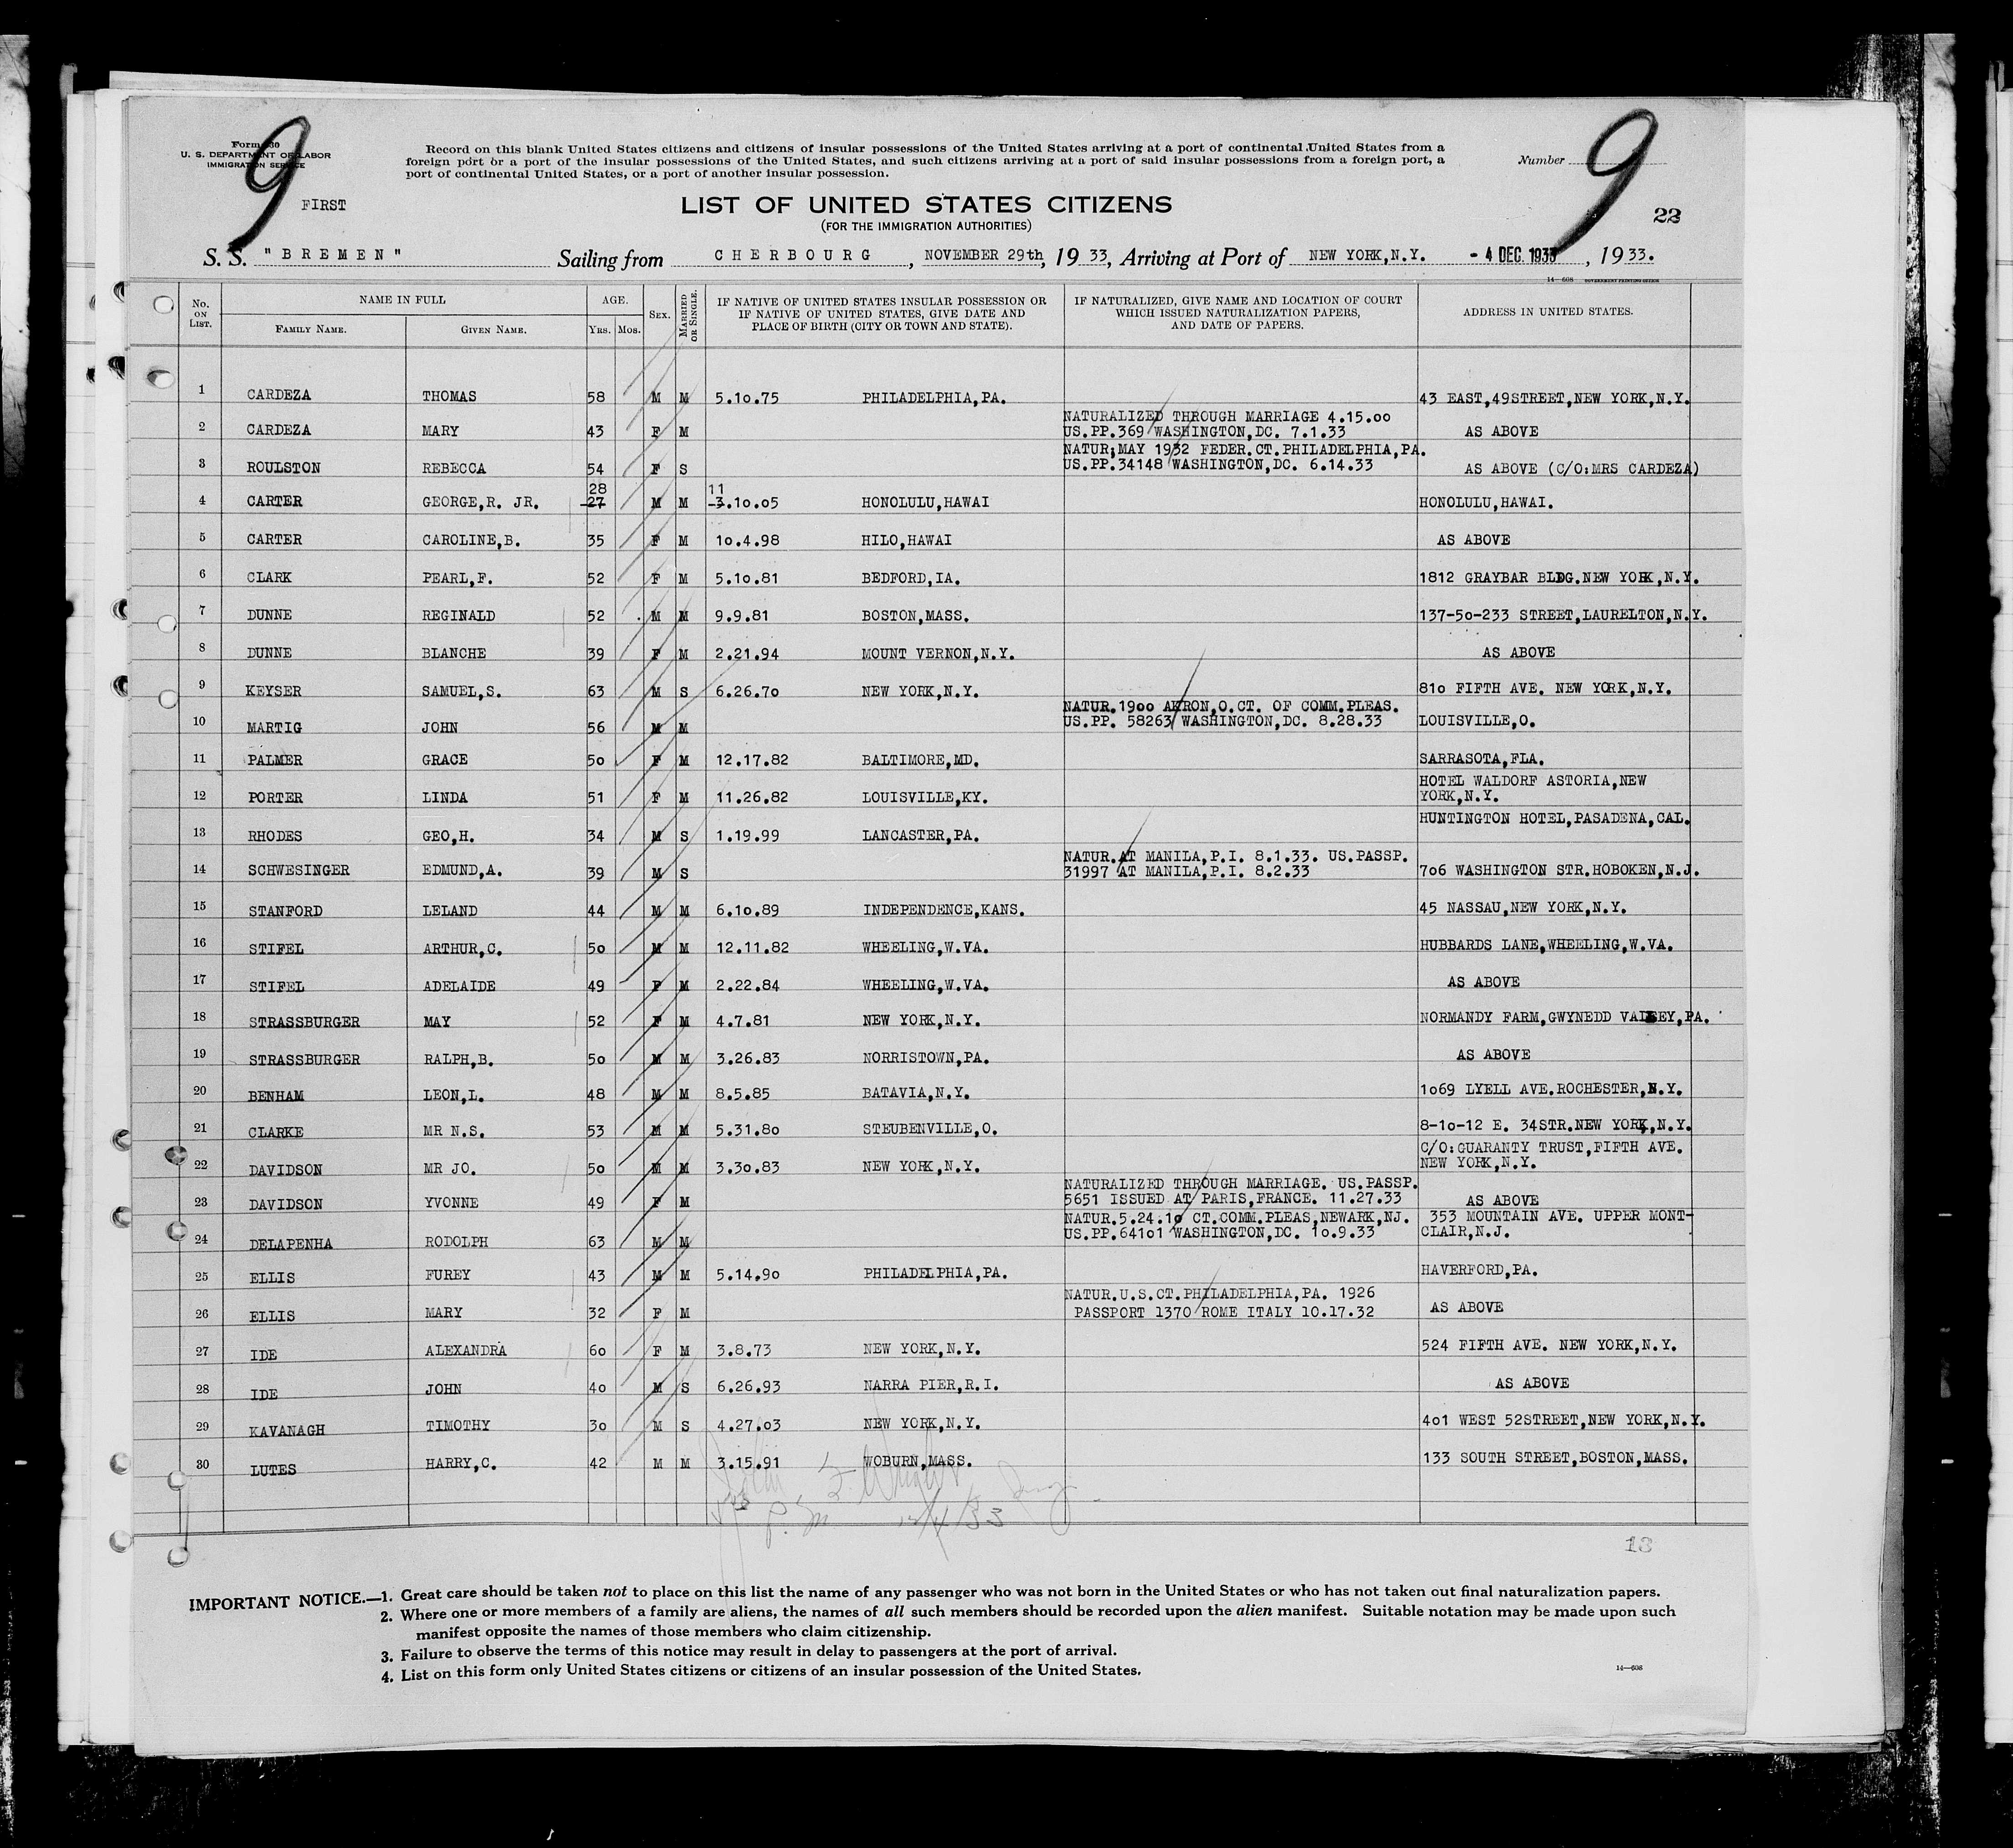 9
9
Form 630
U. S. DEPARTMENT OF LABOR
IMMIGRATION SERVICE
Record on this blank United States citizens and citizens of insular possessions of the United States arriving at a port of continental United States from a
foreign port or a port of the insular possessions of the United States, and such citizens arriving at a port of said insular possessions from a foreign port, a
port of continental United States, or a port of another insular possession.
Number
FIRST
LIST OF UNITED STATES CITIZENS
(FOR THE IMMIGRATION AUTHORITIES)
S. S. "BREMEN" Sailing from CHERBOURG, NOVEMBER 29th, 1933, Arriving at Port of NEW YORK,N.Y. - 4 DEC. 1933, 1933.
14—608 GOVERNMENT PRINTING OFFICE
No. ON LIST. NAME IN FULL AGE. SEX. MARRIED OR SINGLE. IF NATIVE OF UNITED STATES INSULAR POSSESSION OR IF NATIVE OF UNITED STATES, GIVE DATE AND PLACE OF BIRTH (CITY OR TOWN AND STATE). IF NATURALIZED, GIVE NAME AND LOCATION OF COURT WHICH ISSUED NATURALIZATION PAPERS, AND DATE OF PAPERS. ADDRESS IN UNITED STATES.
FAMILY NAME. GIVEN NAME. YRS. MOS.
1 CARDEZA THOMAS 58 M M 5.10.75 PHILADELPHIA,PA. 43 EAST,49STREET,NEW YORK,N.Y.
NATURALIZED THROUGH MARRIAGE 4.15.00
2 CARDEZA MARY 43 F M US.PP.369 WASHINGTON,DC. 7.1.33 AS ABOVE
NATUR;MAY 1932 FEDER.CT.PHILADELPHIA,PA.
3 ROULSTON REBECCA 54 F S US.PP.34148 WASHINGTON,DC. 6.14.33 AS ABOVE (C/O:MRS CARDEZA)
28 11
4 CARTER GEORGE,R. JR. 27 M M 3.10.05 HONOLULU,HAWAI HONOLULU,HAWAI.
5 CARTER CAROLINE,B. 35 F M 10.4.98 HILO,HAWAI AS ABOVE
6 CLARK PEARL,F. 52 F M 5.10.81 BEDFORD,IA. 1812 GRAYBAR BLDG.NEW YORK,N.Y.
7 DUNNE REGINALD 52 M M 9.9.81 BOSTON,MASS. 137-50-233 STREET,LAURELTON,N.Y.
8 DUNNE BLANCHE 39 F M 2.21.94 MOUNT VERNON,N.Y. AS ABOVE
9 KEYSER SAMUEL,S. 63 M S 6.26.70 NEW YORK,N.Y. 810 FIFTH AVE. NEW YORK,N.Y.
NATUR.1900 AKRON,O.CT. OF COMM.PLEAS.
10 MARTIG JOHN 56 M M US.PP. 58263 WASHINGTON,DC. 8.28.33 LOUISVILLE,O.
11 PALMER GRACE 50 F M 12.17.82 BALTIMORE,MD. SARRASOTA,FLA.
HOTEL WALDORF ASTORIA,NEW
12 PORTER LINDA 51 F M 11.26.82 LOUISVILLE,KY. YORK,N.Y.
13 RHODES GEO,H. 34 M S 1.19.99 LANCASTER,PA. HUNTINGTON HOTEL,PASADENA,CAL.
NATUR.AT MANILA,P.I. 8.1.33. US.PASSP.
14 SCHWESINGER EDMUND,A. 39 M S 31997 AT MANILA,P.I. 8.2.33 706 WASHINGTON STR.HOBOKEN,N.J.
15 STANFORD LELAND 44 M M 6.10.89 INDEPENDENCE,KANS. 45 NASSAU,NEW YORK,N.Y.
16 STIFEL ARTHUR,C. 50 M M 12.11.82 WHEELING,W.VA. HUBBARDS LANE,WHEELING,W.VA.
17 STIFEL ADELAIDE 49 F M 2.22.84 WHEELING,W.VA. AS ABOVE
18 STRASSBURGER MAY 52 F M 4.7.81 NEW YORK,N.Y. NORMANDY FARM,GWYNEDD VALLEY,PA.
19 STRASSBURGER RALPH,B. 50 M M 3.26.83 NORRISTOWN,PA. AS ABOVE
20 BENHAM LEON,L. 48 M M 8.5.85 BATAVIA,N.Y. 1069 LYELL AVE.ROCHESTER,N.Y.
21 CLARKE MR N.S. 53 M M 5.31.80 STEUBENVILLE,O. 8-10-12 E. 34STR.NEW YORK,N.Y.
C/O:GUARANTY TRUST,FIFTH AVE.
22 DAVIDSON MR JO. 50 M M 3.30.83 NEW YORK,N.Y. NEW YORK,N.Y.
NATURALIZED THROUGH MARRIAGE. US.PASSP.
23 DAVIDSON YVONNE 49 F M 5651 ISSUED AT PARIS,FRANCE. 11.27.33 AS ABOVE
NATUR.5.24.10 CT.COMM.PLEAS,NEWARK,NJ. 353 MOUNTAIN AVE. UPPER MONT-
24 DELAPENHA RODOLPH 63 M M US.PP.64101 WASHINGTON,DC. 10.9.33 CLAIR,N.J.
25 ELLIS FUREY 43 M M 5.14.90 PHILADELPHIA,PA. HAVERFORD,PA.
NATUR.U.S.CT.PHILADELPHIA,PA. 1926
26 ELLIS MARY 32 F M PASSPORT 1370 ROME ITALY 10.17.32 AS ABOVE
27 IDE ALEXANDRA 60 F M 3.8.73 NEW YORK,N.Y. 524 FIFTH AVE. NEW YORK,N.Y.
28 IDE JOHN 40 M S 6.26.93 NARRA PIER,R.I. AS ABOVE
29 KAVANAGH TIMOTHY 30 M S 4.27.03 NEW YORK,N.Y. 401 WEST 52STREET,NEW YORK,N.Y.
30 LUTES HARRY,C. 42 M M 3.15.91 WOBURN,MASS. 133 SOUTH STREET,BOSTON,MASS.
12/4/33
13
IMPORTANT NOTICE.—1. Great care should be taken not to place on this list the name of any passenger who was not born in the United States or who has not taken out final naturalization papers.
2. Where one or more members of a family are aliens, the names of all such members should be recorded upon the alien manifest. Suitable notation may be made upon such
manifest opposite the names of those members who claim citizenship.
3. Failure to observe the terms of this notice may result in delay to passengers at the port of arrival.
4. List on this form only United States citizens or citizens of an insular possession of the United States.
14—608